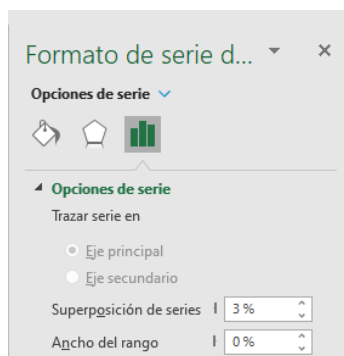 Formato de serie d...
Opciones de serie
Opciones de serie
Trazar serie en
Eje principal
Eje secundario
Superposición de series 3 %
Ancho del rango 0 %